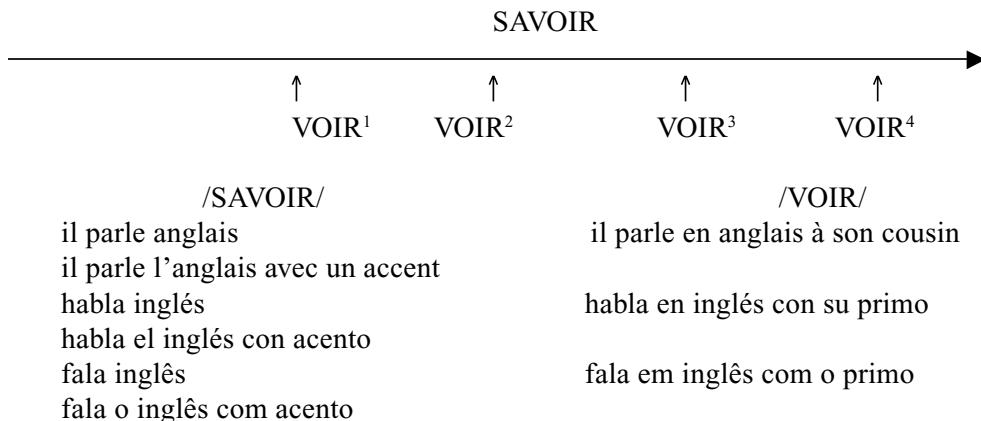 SAVOIR
VOIR¹ VOIR² VOIR³ VOIR⁴
/SAVOIR/ /VOIR/
il parle anglais il parle en anglais à son cousin
il parle l’anglais avec un accent
habla inglés habla en inglés con su primo
habla el inglés con acento
fala inglês fala em inglês com o primo
fala o inglês com acento